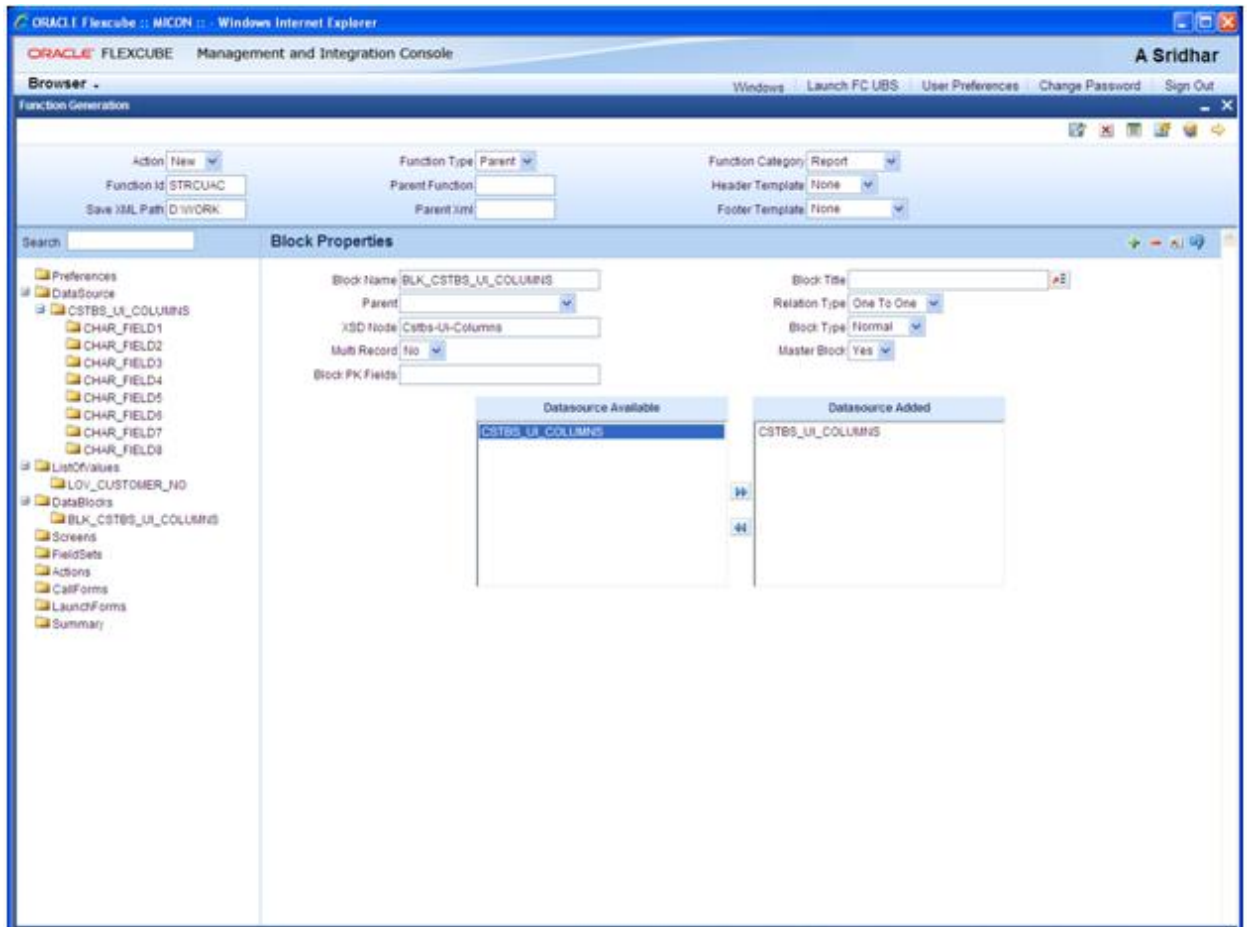 ORACLE Flexcube :: MICON :: - Windows Internet Explorer
ORACLE FLEXCUBE Management and Integration Console
A Sridhar
Browser
Windows Launch FC UBS User Preferences Change Password Sign Out
Function Generation
Action New Function Type Parent Function Category Report
Function Id STRCUAC Parent Function Header Template None
Save XML Path D:\WORK Parent Xml Footer Template None
Search
Block Properties
Preferences
DataSource
CSTBS_UI_COLUMNS
CHAR_FIELD1
CHAR_FIELD2
CHAR_FIELD3
CHAR_FIELD4
CHAR_FIELD5
CHAR_FIELD6
CHAR_FIELD7
CHAR_FIELD8
ListOfValues
LOV_CUSTOMER_NO
DataBlocks
BLK_CSTBS_UI_COLUMNS
Screens
FieldSets
Actions
CallForms
LaunchForms
Summary
Block Name BLK_CSTBS_UI_COLUMNS Block Title
Parent Relation Type One To One
XSD Node Cstbs-Ui-Columns Block Type Normal
Multi Record No Master Block Yes
Block PK Fields
Datasource Available Datasource Added
CSTBS_UI_COLUMNS CSTBS_UI_COLUMNS